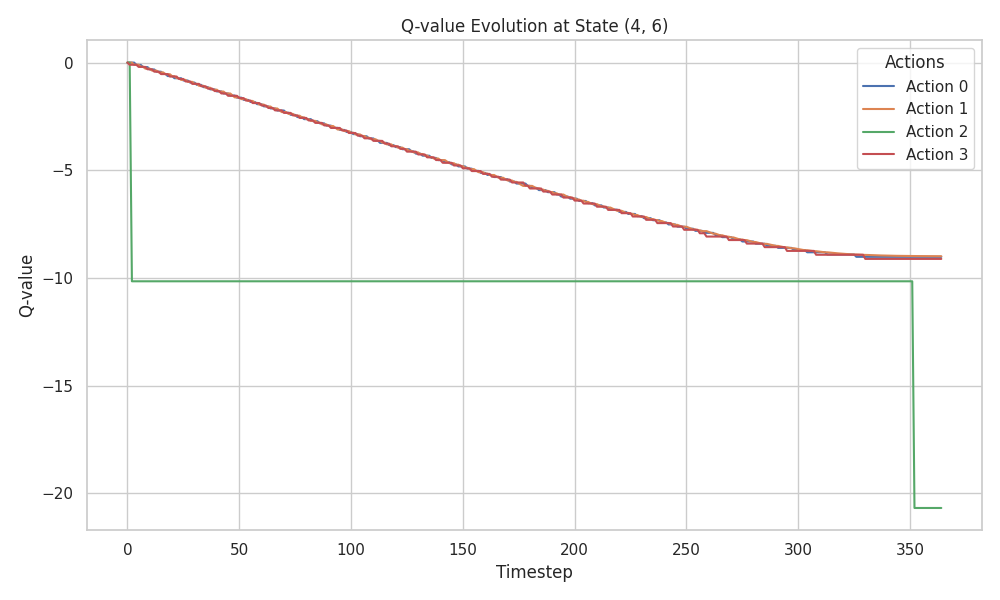 Q-value Evolution at State (4, 6)
Q-value
0
−5
−10
−15
−20
0
50
100
150
200
250
300
350
Timestep
Actions
Action 0
Action 1
Action 2
Action 3